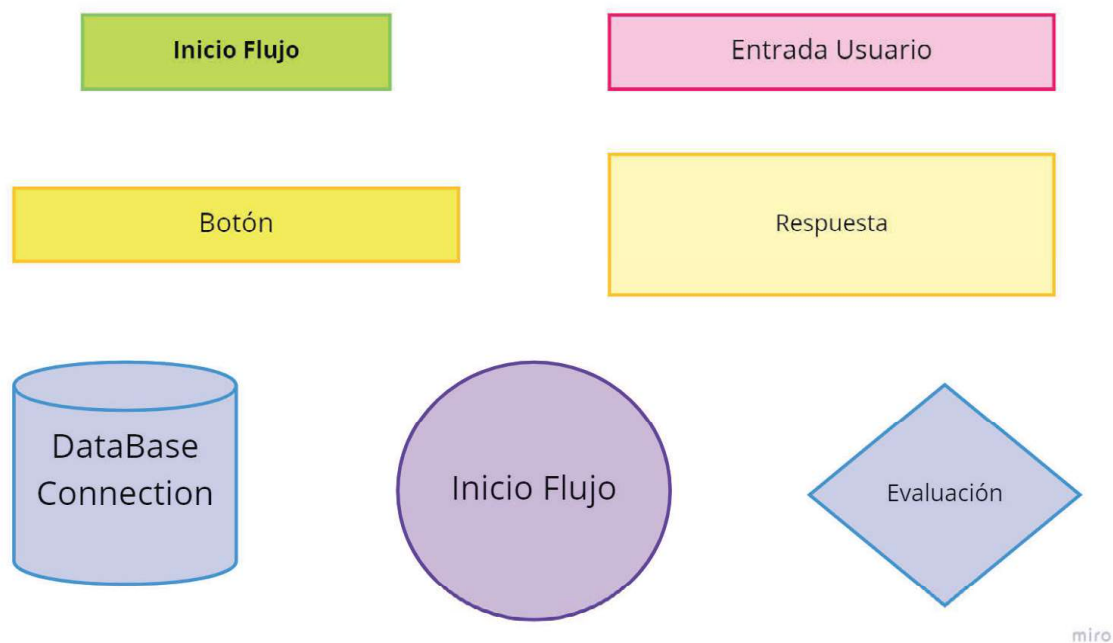 Inicio Flujo
Entrada Usuario
Botón
Respuesta
DataBase
Connection
Inicio Flujo
Evaluación
miro